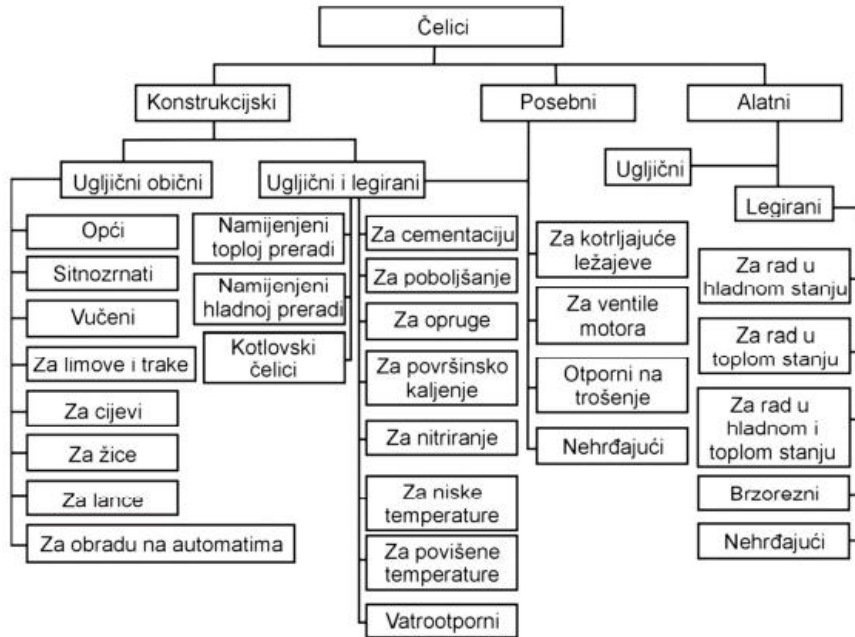 Čelici
Konstrukcijski
Posebni
Alatni
Ugljični obični
Ugljični i legirani
Ugljični
Legirani
Opći
Sitnozrnati
Vučeni
Za limove i trake
Za cijevi
Za žice
Za lance
Za obradu na automatima
Namijenjeni
toploj preradi
Namijenjeni
hladnoj preradi
Kotlovski
čelici
Za cementaciju
Za poboljšanje
Za opruge
Za površinsko
kaljenje
Za nitriranje
Za niske
temperature
Za povišene
temperature
Vatrootporni
Za kotrljajuće
ležajeve
Za ventile
motora
Otporni na
trošenje
Nehrđajući
Za rad u
hladnom stanju
Za rad u
toplom stanju
Za rad u
hladnom i
toplom stanju
Brzorezni
Nehrđajući